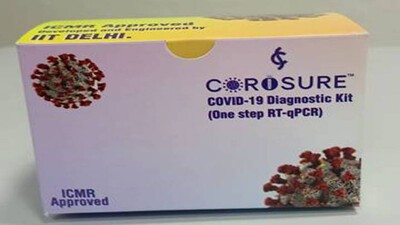 ICMR Approved
Developed and Engineered by
IIT DELHI.
COROSURE™
COVID-19 Diagnostic Kit
(One step RT-qPCR)
ICMR
Approved